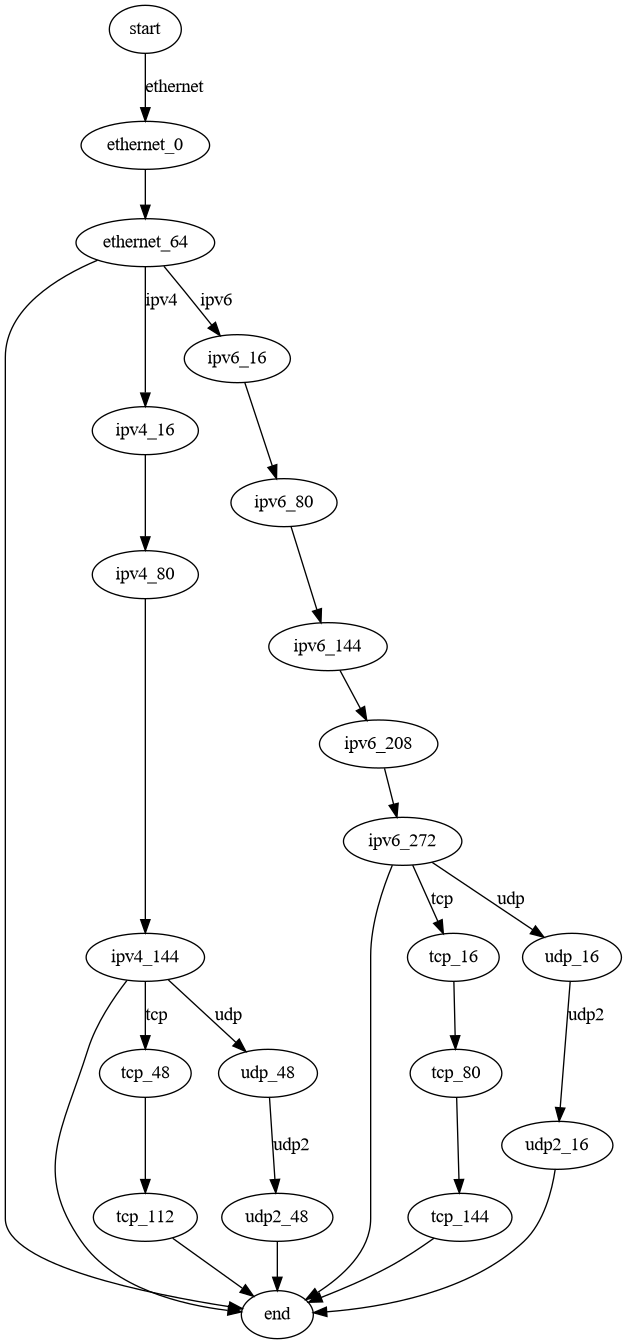 start
ethernet
ethernet_0
ethernet_64
ipv4
ipv6
ipv6_16
ipv4_16
ipv6_80
ipv4_80
ipv6_144
ipv6_208
ipv6_272
tcp
udp
ipv4_144
tcp_16
udp_16
tcp
udp
udp2
tcp_48
udp_48
tcp_80
udp2
udp2_16
tcp_112
udp2_48
tcp_144
end